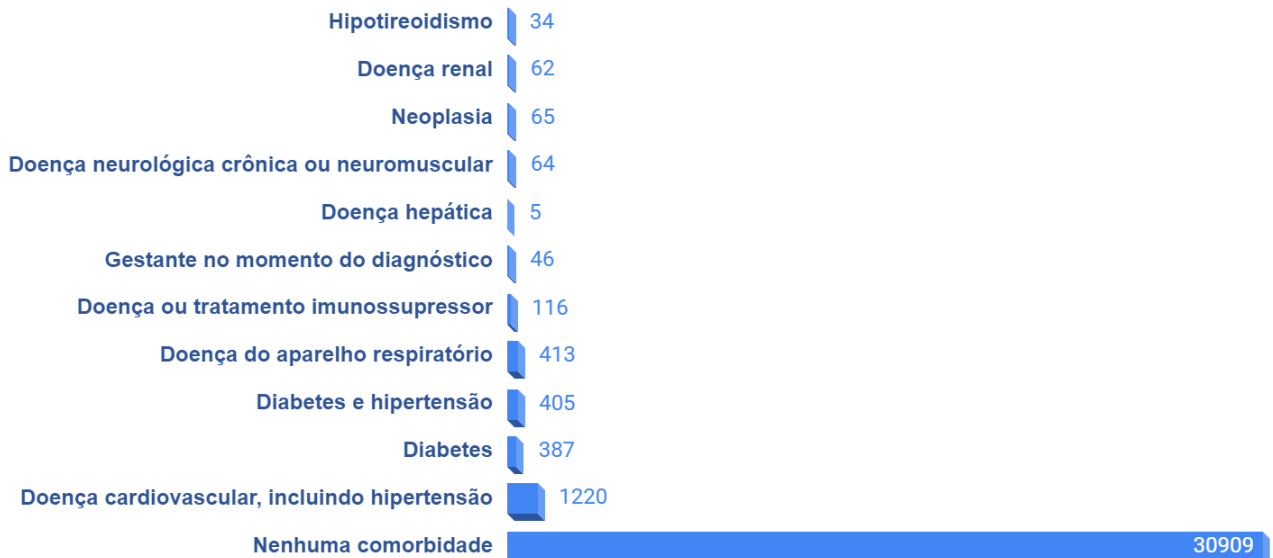 Hipotireoidismo 34
Doença renal 62
Neoplasia 65
Doença neurológica crônica ou neuromuscular 64
Doença hepática 5
Gestante no momento do diagnóstico 46
Doença ou tratamento imunossupressor 116
Doença do aparelho respiratório 413
Diabetes e hipertensão 405
Diabetes 387
Doença cardiovascular, incluindo hipertensão 1220
Nenhuma comorbidade 30909